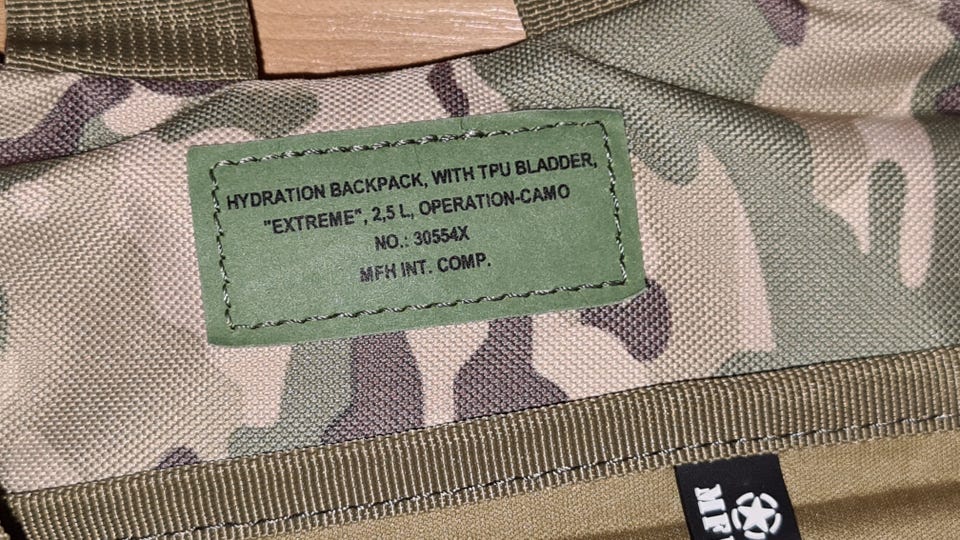 HYDRATION BACKPACK, WITH TPU BLADDER,
"EXTREME", 2,5 L, OPERATION-CAMO
NO.: 30554X
MFH INT. COMP.